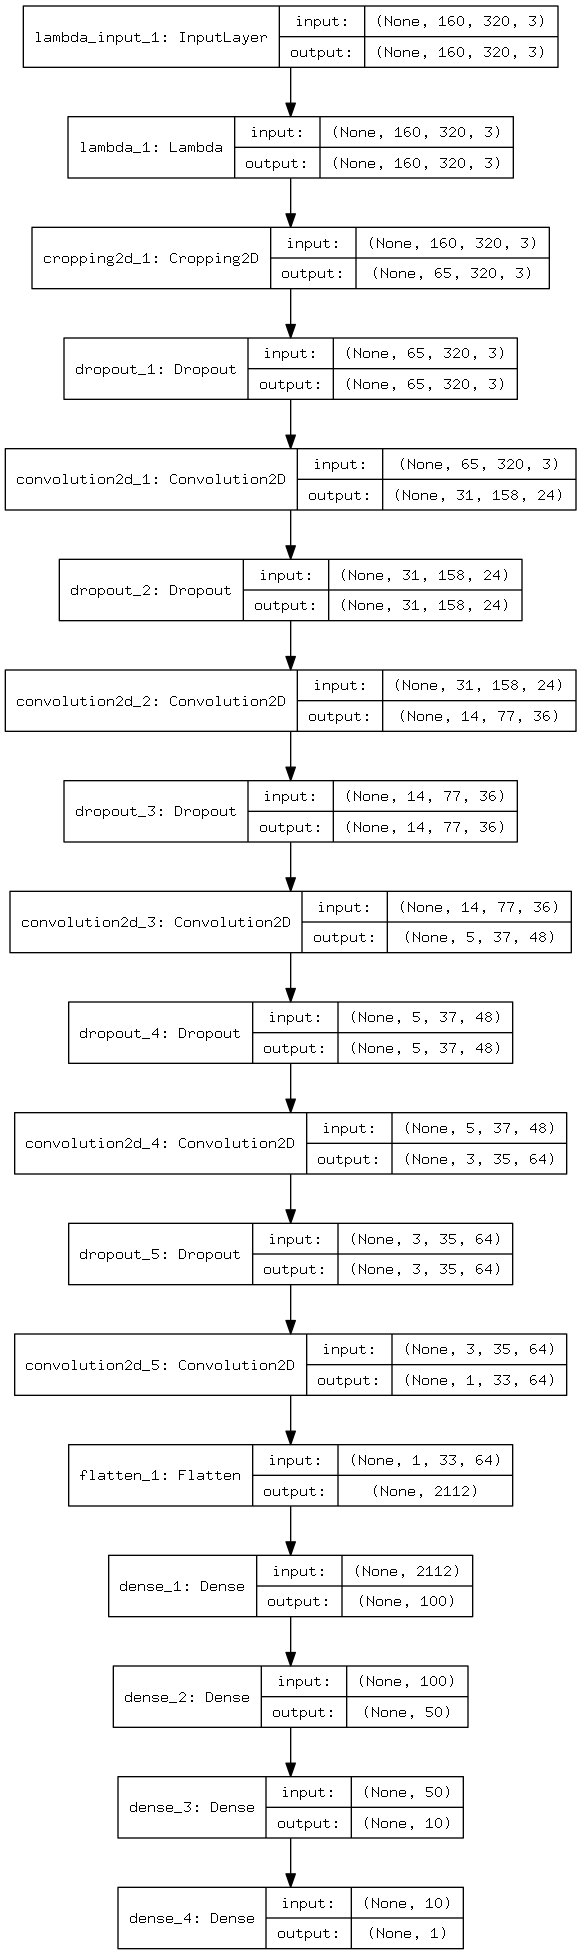 lambda_input_1: InputLayer
input: (None, 160, 320, 3)
output: (None, 160, 320, 3)
lambda_1: Lambda
input: (None, 160, 320, 3)
output: (None, 160, 320, 3)
cropping2d_1: Cropping2D
input: (None, 160, 320, 3)
output: (None, 65, 320, 3)
dropout_1: Dropout
input: (None, 65, 320, 3)
output: (None, 65, 320, 3)
convolution2d_1: Convolution2D
input: (None, 65, 320, 3)
output: (None, 31, 158, 24)
dropout_2: Dropout
input: (None, 31, 158, 24)
output: (None, 31, 158, 24)
convolution2d_2: Convolution2D
input: (None, 31, 158, 24)
output: (None, 14, 77, 36)
dropout_3: Dropout
input: (None, 14, 77, 36)
output: (None, 14, 77, 36)
convolution2d_3: Convolution2D
input: (None, 14, 77, 36)
output: (None, 5, 37, 48)
dropout_4: Dropout
input: (None, 5, 37, 48)
output: (None, 5, 37, 48)
convolution2d_4: Convolution2D
input: (None, 5, 37, 48)
output: (None, 3, 35, 64)
dropout_5: Dropout
input: (None, 3, 35, 64)
output: (None, 3, 35, 64)
convolution2d_5: Convolution2D
input: (None, 3, 35, 64)
output: (None, 1, 33, 64)
flatten_1: Flatten
input: (None, 1, 33, 64)
output: (None, 2112)
dense_1: Dense
input: (None, 2112)
output: (None, 100)
dense_2: Dense
input: (None, 100)
output: (None, 50)
dense_3: Dense
input: (None, 50)
output: (None, 10)
dense_4: Dense
input: (None, 10)
output: (None, 1)